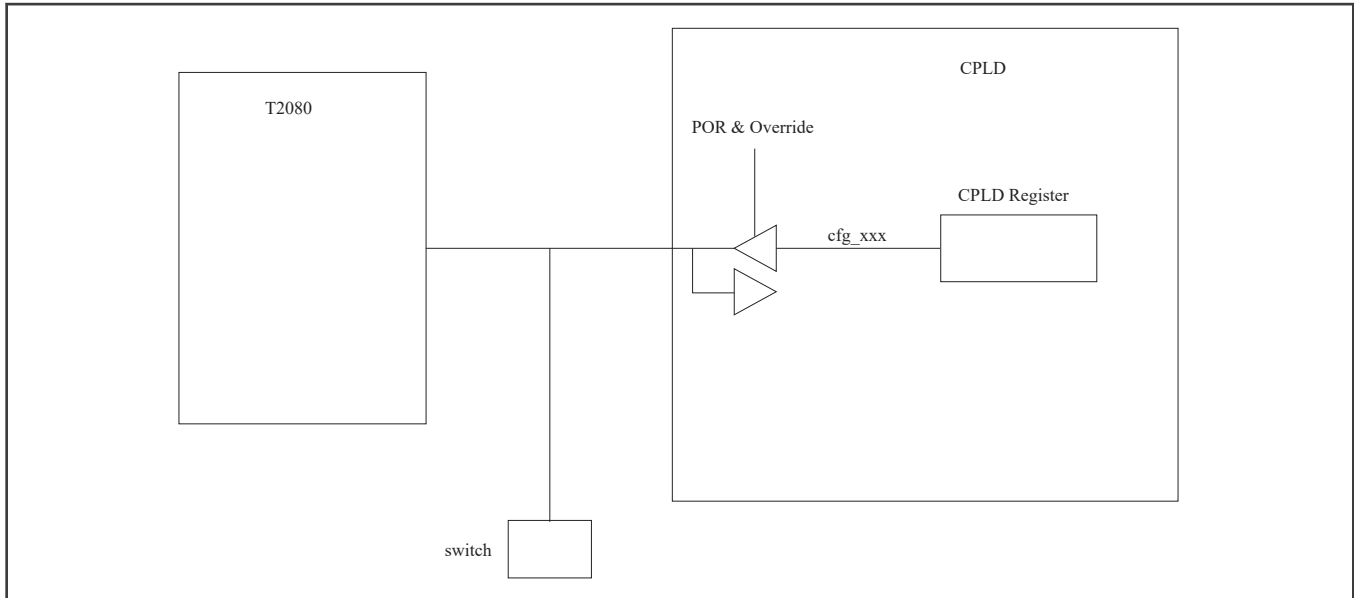 CPLD
T2080
POR & Override
CPLD Register
cfg_xxx
switch